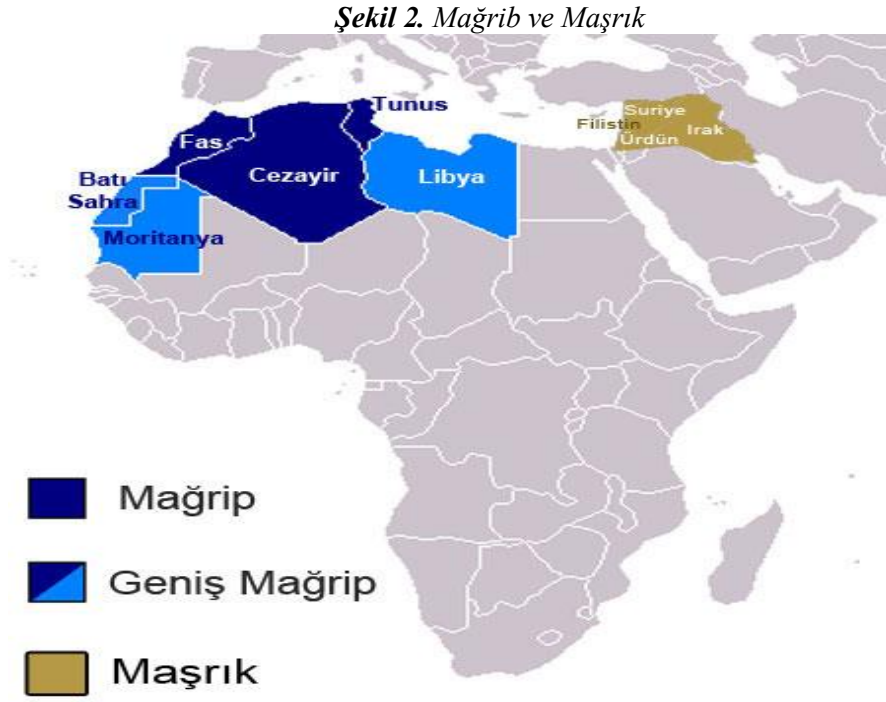 Şekil 2. Mağrib ve Maşrık
Tunus
Fas
Cezayir
Libya
Batı
Sahra
Moritanya
Suriye
Filistin
Irak
Ürdün
Mağrip
Geniş Mağrip
Maşrık